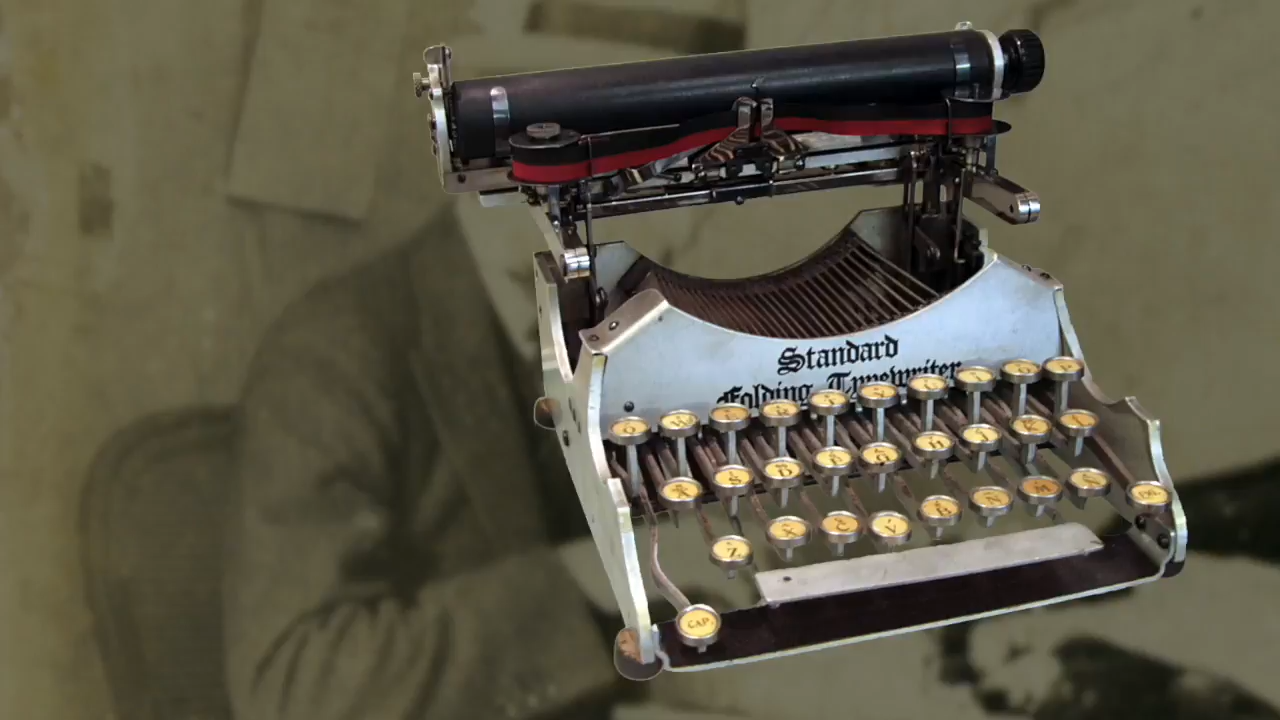 Standard
Folding Typewriter
Q W E
A S D G H J K
Z X C V B N M
CAP.